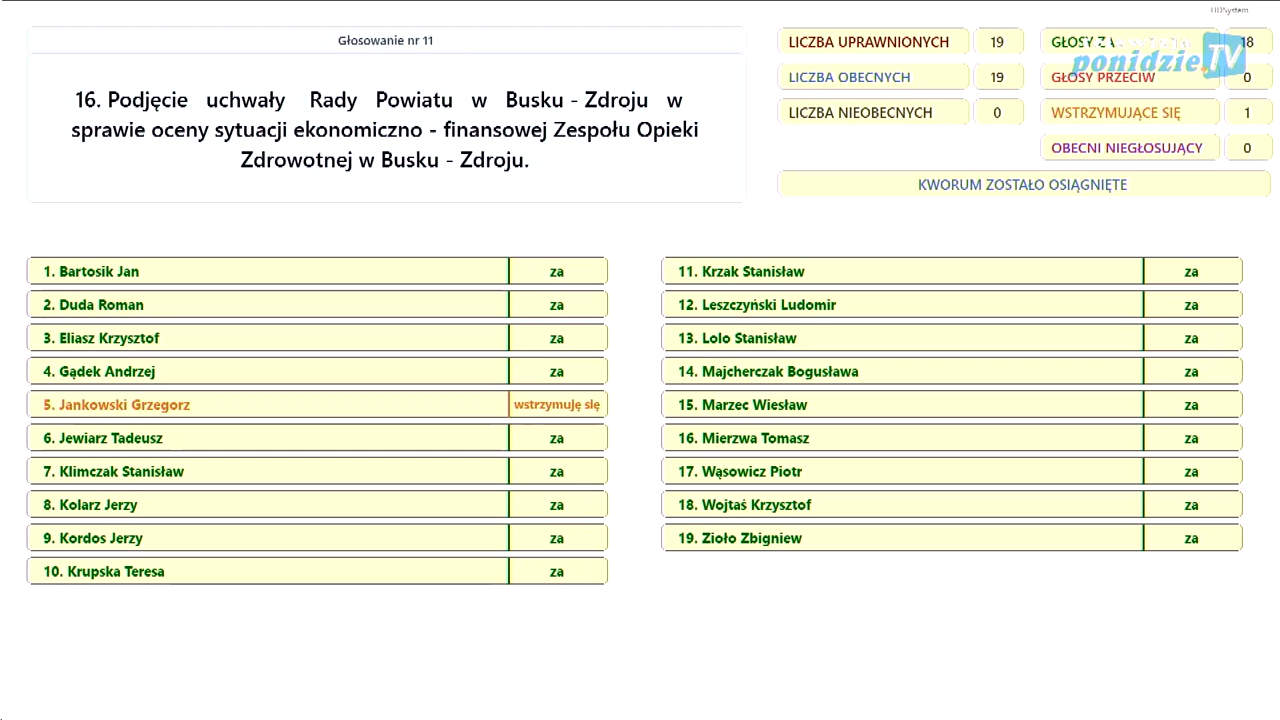 HDSystem
Głosowanie nr 11
16. Podjęcie uchwały Rady Powiatu w Busku - Zdroju w
sprawie oceny sytuacji ekonomiczno - finansowej Zespołu Opieki
Zdrowotnej w Busku - Zdroju.
LICZBA UPRAWNIONYCH 19
LICZBA OBECNYCH 19
LICZBA NIEOBECNYCH 0
GŁOSY ZA 18
GŁOSY PRZECIW 0
WSTRZYMUJĄCE SIĘ 1
OBECNI NIEGŁOSUJĄCY 0
KWORUM ZOSTAŁO OSIĄGNIĘTE
ponidzie.TV
1. Bartosik Jan za
2. Duda Roman za
3. Eliasz Krzysztof za
4. Gądek Andrzej za
5. Jankowski Grzegorz wstrzymuję się
6. Jewiarz Tadeusz za
7. Klimczak Stanisław za
8. Kolarz Jerzy za
9. Kordos Jerzy za
10. Krupska Teresa za
11. Krzak Stanisław za
12. Leszczyński Ludomir za
13. Lolo Stanisław za
14. Majcherczak Bogusława za
15. Marzec Wiesław za
16. Mierzwa Tomasz za
17. Wąsowicz Piotr za
18. Wojtaś Krzysztof za
19. Zioło Zbigniew za